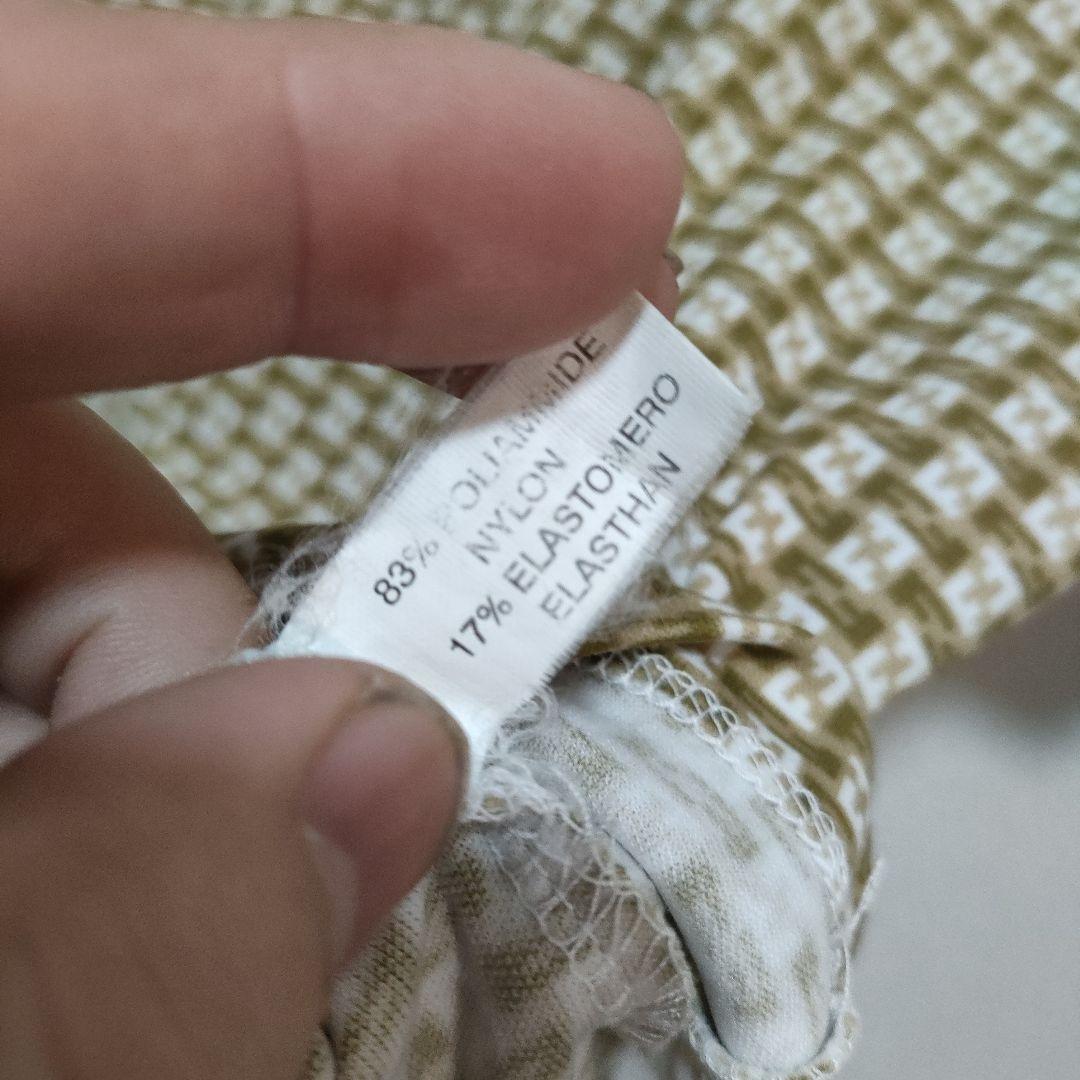 83% POLIAMMIDE
NYLON
17% ELASTOMERO
ELASTHAN